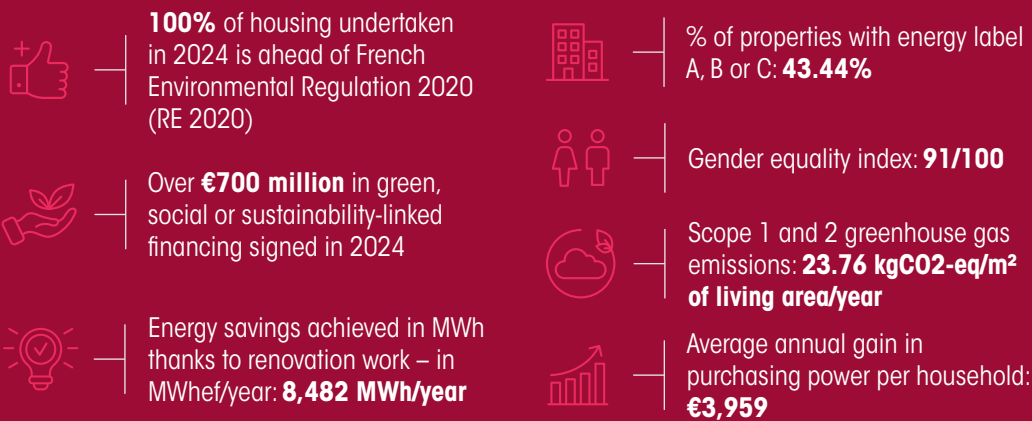 100% of housing undertaken
in 2024 is ahead of French
Environmental Regulation 2020
(RE 2020)
Over €700 million in green,
social or sustainability-linked
financing signed in 2024
Energy savings achieved in MWh
thanks to renovation work – in
MWhef/year: 8,482 MWh/year
% of properties with energy label
A, B or C: 43.44%
Gender equality index: 91/100
Scope 1 and 2 greenhouse gas
emissions: 23.76 kgCO2-eq/m²
of living area/year
Average annual gain in
purchasing power per household:
€3,959